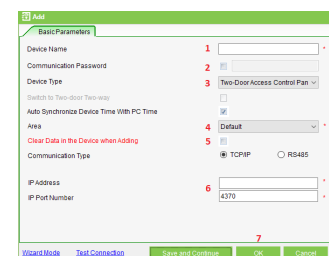 Add
Basic Parameters
Device Name 1 *
Communication Password 2
Device Type 3 Two-Door Access Control Pan
Switch to Two-door Two-way
Auto Synchronize Device Time With PC Time
Area 4 Default *
Clear Data in the Device when Adding 5
Communication Type TCP/IP RS485
IP Address *
6
IP Port Number 4370 *
7
Wizard Mode Test Connection Save and Continue OK Cancel